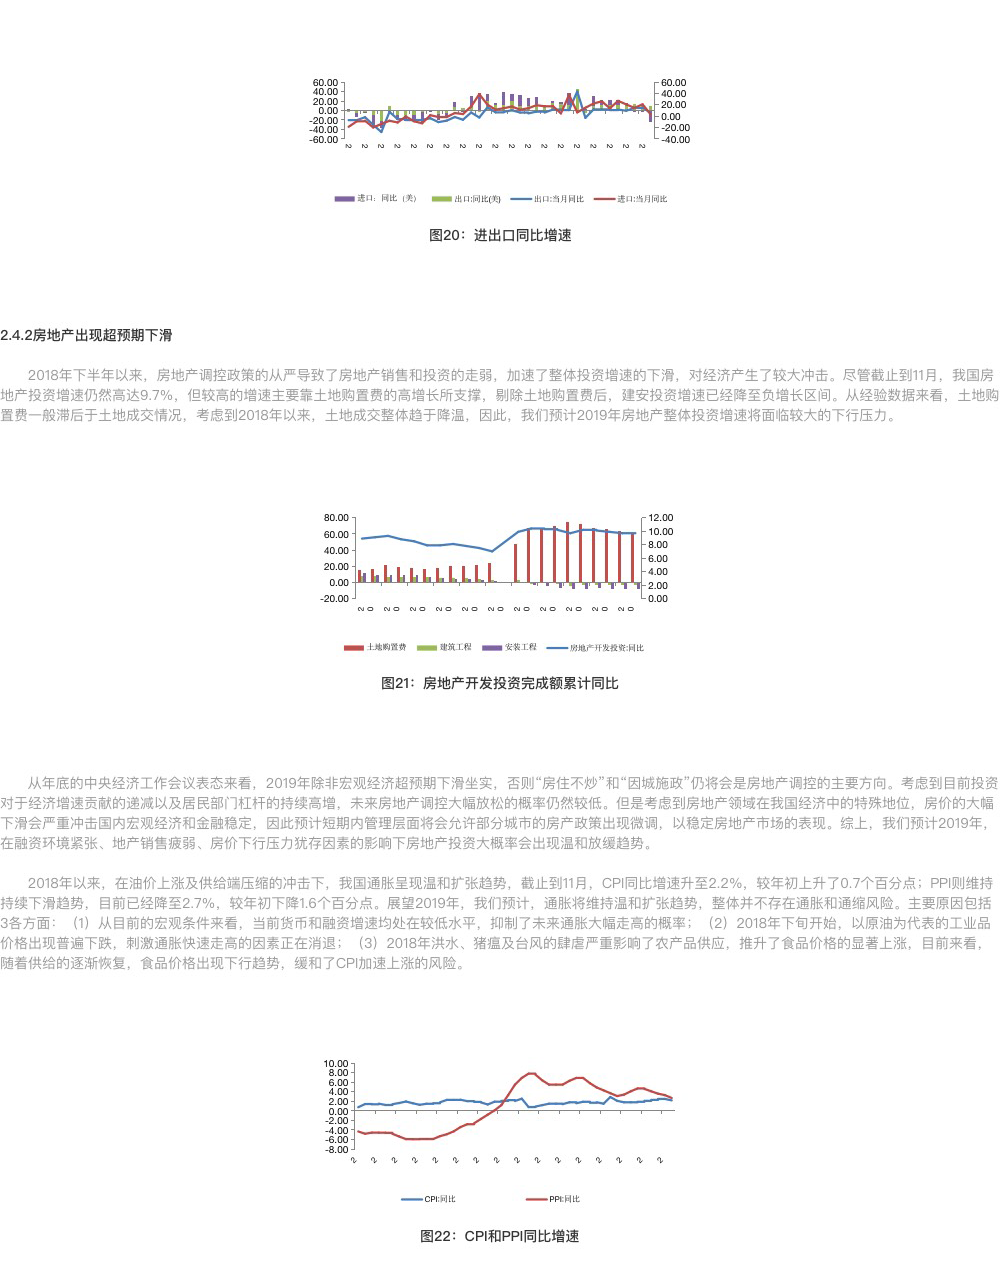 60.00
40.00
20.00
0.00
-20.00
-40.00
-60.00
60.00
40.00
20.00
0.00
-20.00
-40.00
2 2 2 2 2 2 2 2 2 2 2 2 2 2 2 2 2 2 2
进口：同比（美） 出口:同比(美) 出口:当月同比 进口:当月同比
图20：进出口同比增速
2.4.2房地产出现超预期下滑
2018年下半年以来，房地产调控政策的从严导致了房地产销售和投资的走弱，加速了整体投资增速的下滑，对经济产生了较大冲击。尽管截止到11月，我国房
地产投资增速仍然高达9.7%，但较高的增速主要靠土地购置费的高增长所支撑，剔除土地购置费后，建安投资增速已经降至负增长区间。从经验数据来看，土地购
置费一般滞后于土地成交情况，考虑到2018年以来，土地成交整体趋于降温，因此，我们预计2019年房地产整体投资增速将面临较大的下行压力。
80.00
60.00
40.00
20.00
0.00
-20.00
12.00
10.00
8.00
6.00
4.00
2.00
0.00
20 20 20 20 20 20 20 20 20 20 20
土地购置费 建筑工程 安装工程 房地产开发投资:同比
图21：房地产开发投资完成额累计同比
从年底的中央经济工作会议表态来看，2019年除非宏观经济超预期下滑坐实，否则“房住不炒”和“因城施政”仍将会是房地产调控的主要方向。考虑到目前投资
对于经济增速贡献的递减以及居民部门杠杆的持续高增，未来房地产调控大幅放松的概率仍然较低。但是考虑到房地产领域在我国经济中的特殊地位，房价的大幅
下滑会严重冲击国内宏观经济和金融稳定，因此预计短期内管理层面将会允许部分城市的房产政策出现微调，以稳定房地产市场的表现。综上，我们预计2019年，
在融资环境紧张、地产销售疲弱、房价下行压力犹存因素的影响下房地产投资大概率会出现温和放缓趋势。
2018年以来，在油价上涨及供给端压缩的冲击下，我国通胀呈现温和扩张趋势，截止到11月，CPI同比增速升至2.2%，较年初上升了0.7个百分点；PPI则维持
持续下滑趋势，目前已经降至2.7%，较年初下降1.6个百分点。展望2019年，我们预计，通胀将维持温和扩张趋势，整体并不存在通胀和通缩风险。主要原因包括
3各方面：（1）从目前的宏观条件来看，当前货币和融资增速均处在较低水平，抑制了未来通胀大幅走高的概率；（2）2018年下旬开始，以原油为代表的工业品
价格出现普遍下跌，刺激通胀快速走高的因素正在消退；（3）2018年洪水、猪瘟及台风的肆虐严重影响了农产品供应，推升了食品价格的显著上涨，目前来看，
随着供给的逐渐恢复，食品价格出现下行趋势，缓和了CPI加速上涨的风险。
10.00
8.00
6.00
4.00
2.00
0.00
-2.00
-4.00
-6.00
-8.00
2 2 2 2 2 2 2 2 2 2 2 2 2 2 2 2
CPI:同比 PPI:同比
图22：CPI和PPI同比增速